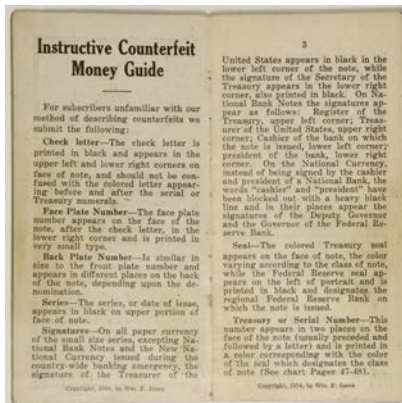 Instructive Counterfeit
Money Guide
For subscribers unfamiliar with our
method of describing counterfeits we
submit the following:
Check letter—The check letter is
printed in black and appears in the
upper left and lower right corners on
face of note, and should not be con-
fused with the colored letter appear-
ing before and after the serial or
Treasury numerals.
Face Plate Number—The face plate
number appears on the face of the
note, after the check letter, in the
lower right corner and is printed in
very small type.
Back Plate Number—Is similar in
size to the front plate number and
appears in different places on the back
of the note, depending upon the de-
nomination.
Series—The series, or date of issue,
appears in black on upper portion of
face of note.
Signatures—On all paper currency
of the small size series, excepting Na-
tional Bank Notes and the New Na-
tional Currency issued during the
country-wide banking emergency, the
signature of the Treasurer of the
Copyright, 1934, by Wm. F. Jones
3
United States appears in black in the
lower left corner of the note, while
the signature of the Secretary of the
Treasury appears in the lower right
corner, also printed in black. On Na-
tional Bank Notes the signatures ap-
pear as follows: Register of the
Treasury, upper left corner; Treas-
urer of the United States, upper right
corner; Cashier of the bank on which
the note is issued, lower left corner;
president of the bank, lower right
corner. On the National Currency,
instead of being signed by the cashier
and president of a National Bank, the
words "cashier" and "president" have
been blocked out with a heavy black
line and in their places appear the
signatures of the Deputy Governor
and the Governor of the Federal Re-
serve Bank.
Seal—The colored Treasury seal
appears on the face of note, the color
varying according to the class of note,
while the Federal Reserve seal ap-
pears on the left of portrait and is
printed in black and designates the
regional Federal Reserve Bank on
which the note is issued.
Treasury or Serial Number—This
number appears in two places on the
face of the note (usually preceded and
followed by a letter) and is printed in
a color corresponding with the color
of the seal which designates the class
of note (See chart Pages 47-48).
Copyright, 1934, by Wm. F. Jones